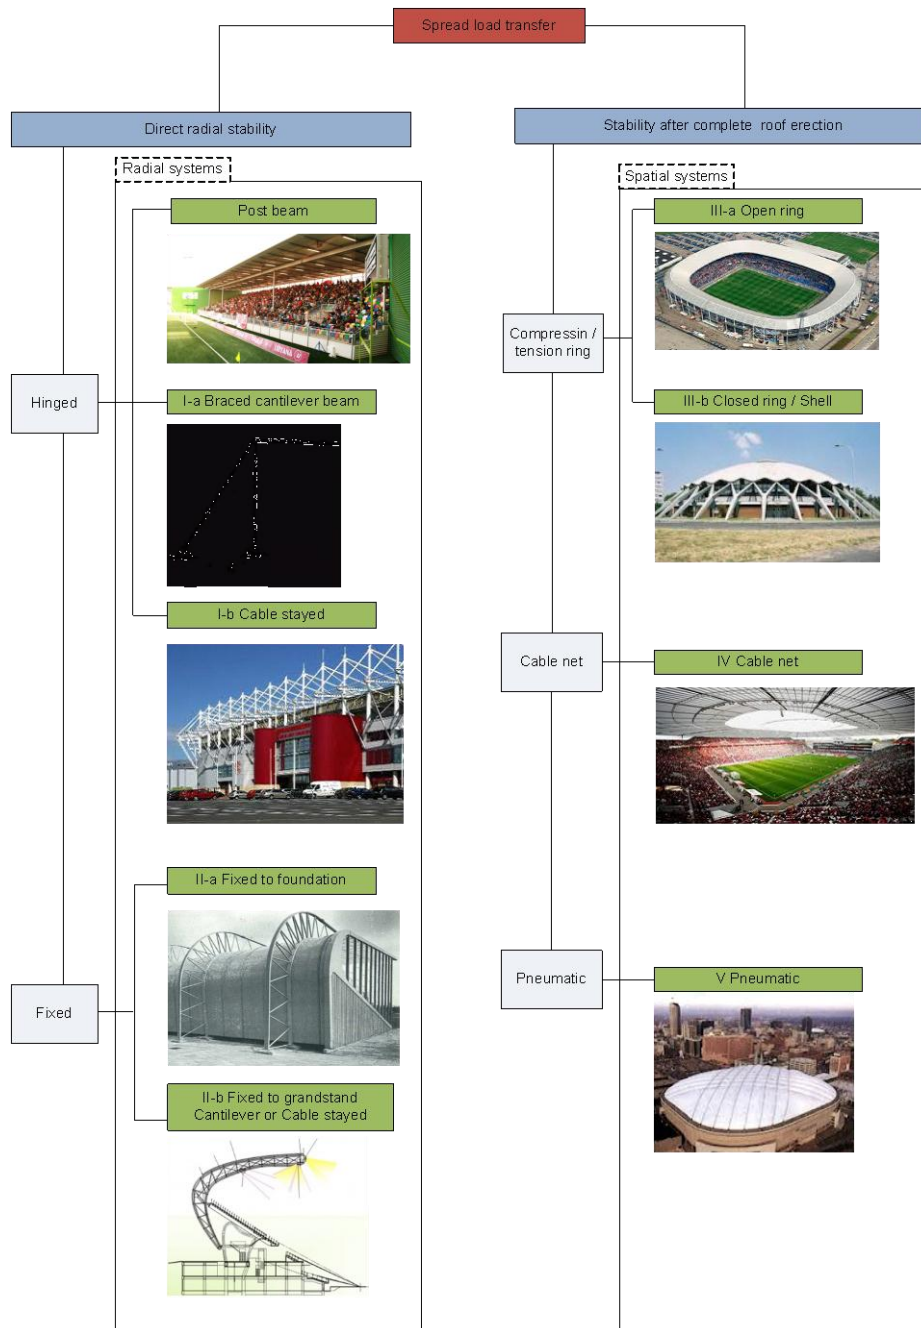 Spread load transfer
Direct radial stability
Radial systems
Post beam
Hinged
I-a Braced cantilever beam
I-b Cable stayed
II-a Fixed to foundation
Fixed
II-b Fixed to grandstand
Cantilever or Cable stayed
Stability after complete roof erection
Spatial systems
III-a Open ring
Compressin /
tension ring
III-b Closed ring / Shell
Cable net
IV Cable net
Pneumatic
V Pneumatic